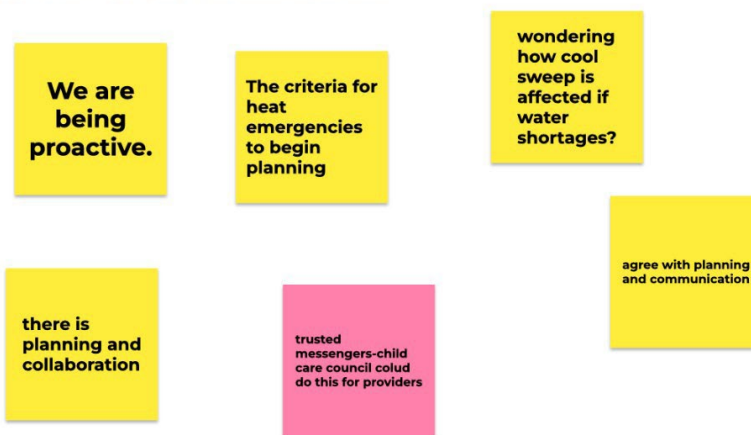 We are
being
proactive.
The criteria for
heat
emergencies
to begin
planning
wondering
how cool
sweep is
affected if
water
shortages?
agree with planning
and communication
there is
planning and
collaboration
trusted
messengers-child
care council colud
do this for providers